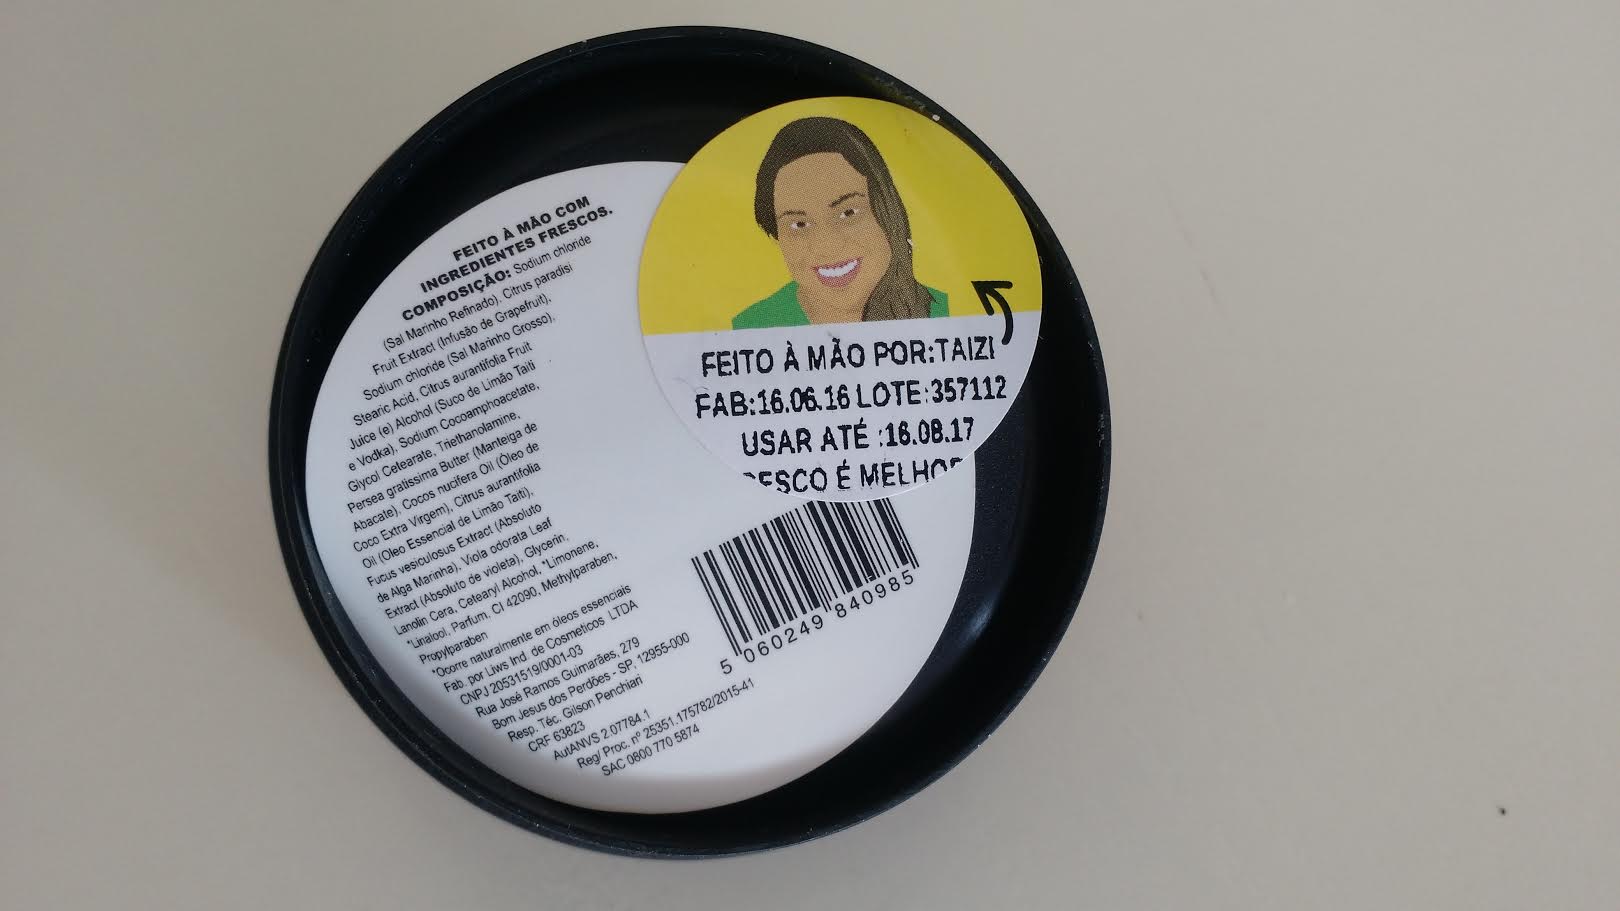 FEITO À MÃO COM
INGREDIENTES FRESCOS.
COMPOSIÇÃO: Sodium chloride
(Sal Marinho Refinado), Citrus paradisi
Fruit Extract (Infusão de Grapefruit),
Sodium chloride (Sal Marinho Grosso),
Stearic Acid, Citrus aurantifolia Fruit
Juice (e) Alcohol (Suco de Limão Taiti
e Vodka), Sodium Cocoamphoacetate,
Glycol Cetearate, Triethanolamine,
Persea gratissima Butter (Manteiga de
Abacate), Cocos nucifera Oil (Óleo de
Coco Extra Virgem), Citrus aurantifolia
Oil (Óleo Essencial de Limão Taiti),
Fucus vesiculosus Extract (Absoluto
de Alga Marinha), Viola odorata Leaf
Extract (Absoluto de violeta), Glycerin,
Lanolin Cera, Cetearyl Alcohol, *Limonene,
*Linalool, Parfum, CI 42090, Methylparaben,
Propylparaben
*Ocorre naturalmente em óleos essenciais
Fab. por Liws Ind. de Cosmeticos LTDA
CNPJ 20531519/0001-03
Rua José Ramos Guimarães, 279
Bom Jesus dos Perdões - SP, 12955-000
Resp. Téc. Gilson Penchiari
CRF 63823
AutANVS 2.07784.1
Reg/ Proc. nº 25351.175782/2015-41
SAC 0800 770 5874
FEITO À MÃO POR:TAIZI
FAB:16.06.16 LOTE:357112
USAR ATÉ :16.08.17
RESCO É MELHOR
5 060249 840985